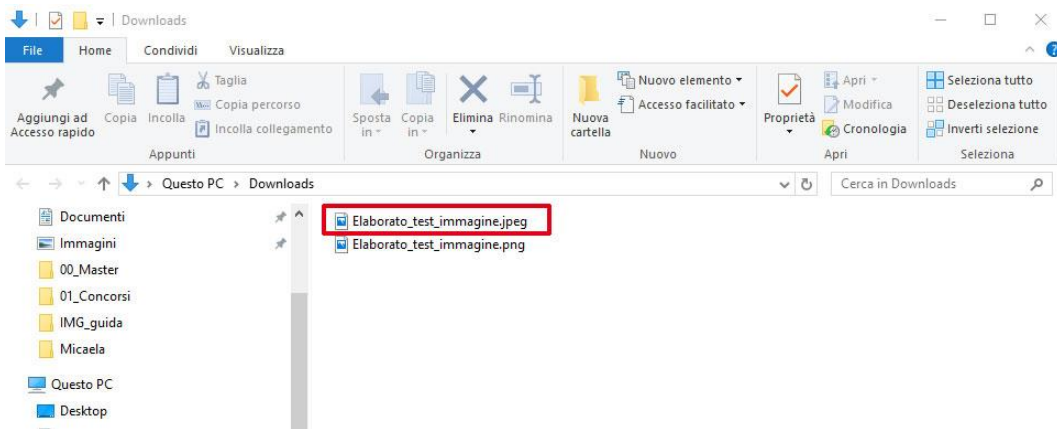 Downloads
File Home Condividi Visualizza
Aggiungi ad Accesso rapido
Copia
Incolla
Taglia
Copia percorso
Incolla collegamento
Appunti
Sposta in
Copia in
Elimina
Rinomina
Organizza
Nuova cartella
Nuovo elemento
Accesso facilitato
Nuovo
Proprietà
Apri
Modifica
Cronologia
Apri
Seleziona tutto
Deseleziona tutto
Inverti selezione
Seleziona
Questo PC > Downloads
Cerca in Downloads
Documenti
Immagini
00_Master
01_Concorsi
IMG_guida
Micaela
Questo PC
Desktop
Elaborato_test_immagine.jpeg
Elaborato_test_immagine.png